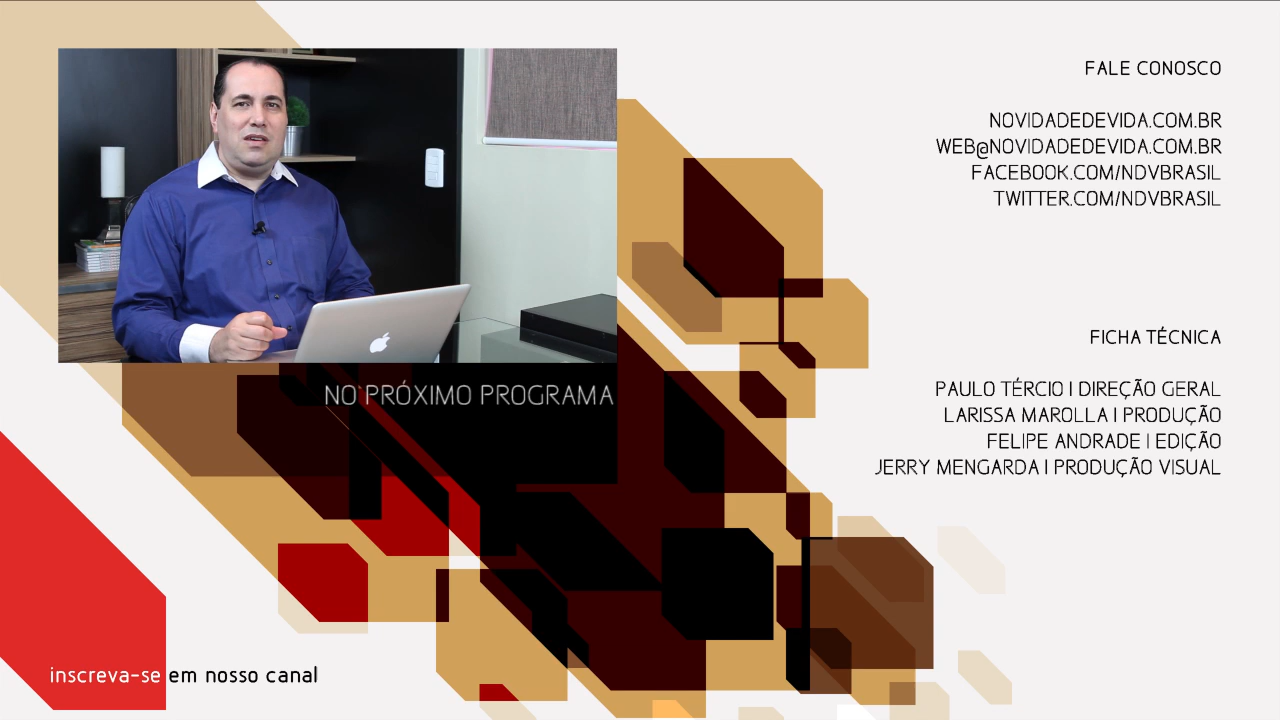 FALE CONOSCO
NOVIDADEDEVIDA.COM.BR
WEB@NOVIDADEDEVIDA.COM.BR
FACEBOOK.COM/NDVBRASIL
TWITTER.COM/NDVBRASIL
FICHA TÉCNICA
PAULO TÉRCIO | DIREÇÃO GERAL
LARISSA MAROLLA | PRODUÇÃO
FELIPE ANDRADE | EDIÇÃO
JERRY MENGARDA | PRODUÇÃO VISUAL
NO PRÓXIMO PROGRAMA
inscreva-se em nosso canal